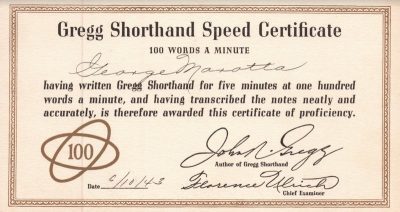 Gregg Shorthand Speed Certificate
100 WORDS A MINUTE
George Marotta
having written Gregg Shorthand for five minutes at one hundred
words a minute, and having transcribed the notes neatly and
accurately, is therefore awarded this certificate of proficiency.
100
John R. Gregg
Author of Gregg Shorthand
Date 6/10/43
Florence Ulrich
Chief Examiner